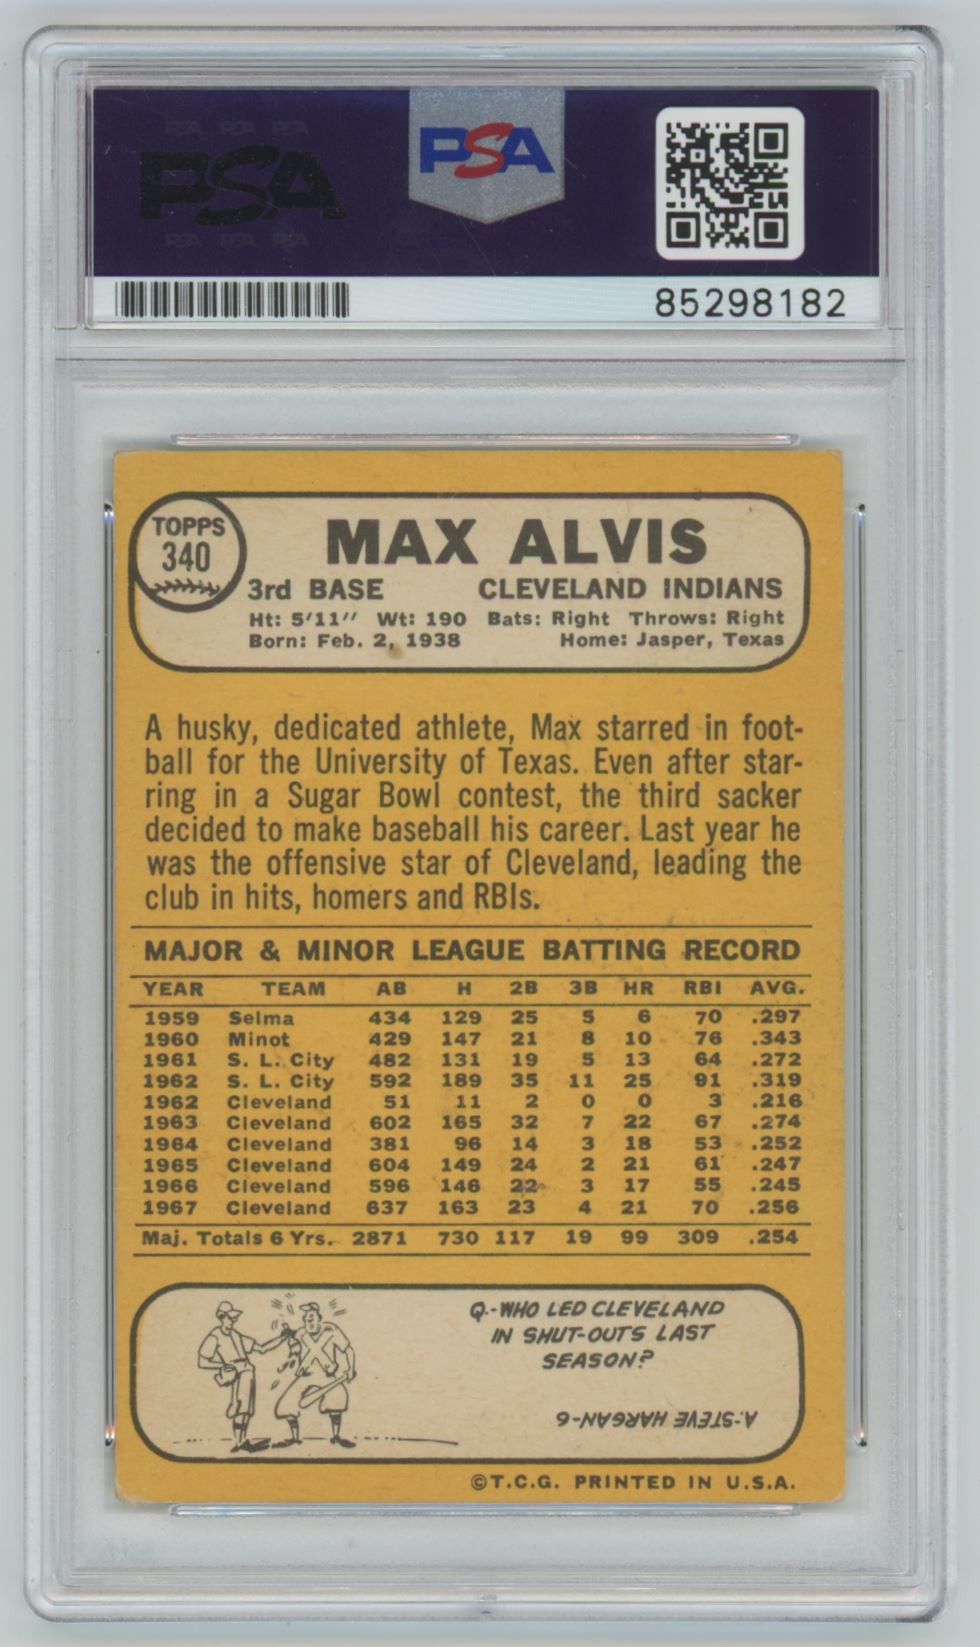 PSA PSA PSA
PSA
PSA PSA PSA
PSA
85298182
TOPPS
340
MAX ALVIS
3rd BASE CLEVELAND INDIANS
Ht: 5'11" Wt: 190 Bats: Right Throws: Right
Born: Feb. 2, 1938 Home: Jasper, Texas
A husky, dedicated athlete, Max starred in foot-
ball for the University of Texas. Even after star-
ring in a Sugar Bowl contest, the third sacker
decided to make baseball his career. Last year he
was the offensive star of Cleveland, leading the
club in hits, homers and RBIs.
MAJOR & MINOR LEAGUE BATTING RECORD
YEAR TEAM AB H 2B 3B HR RBI AVG.
1959 Selma 434 129 25 5 6 70 .297
1960 Minot 429 147 21 8 10 76 .343
1961 S. L. City 482 131 19 5 13 64 .272
1962 S. L. City 592 189 35 11 25 91 .319
1962 Cleveland 51 11 2 0 0 3 .216
1963 Cleveland 602 165 32 7 22 67 .274
1964 Cleveland 381 96 14 3 18 53 .252
1965 Cleveland 604 149 24 2 21 61 .247
1966 Cleveland 596 146 22 3 17 55 .245
1967 Cleveland 637 163 23 4 21 70 .256
Maj. Totals 6 Yrs. 2871 730 117 19 99 309 .254
Q.-WHO LED CLEVELAND
IN SHUT-OUTS LAST
SEASON?
A.-STEVE HARGAN-6
©T.C.G. PRINTED IN U.S.A.